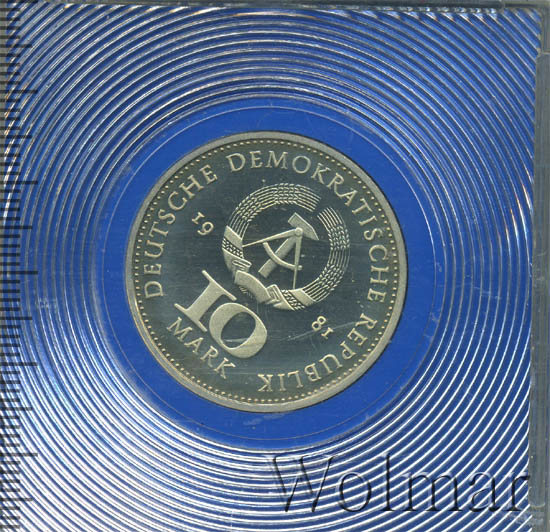 DEUTSCHE DEMOKRATISCHE REPUBLIK
19 81
10
MARK
Wolmar